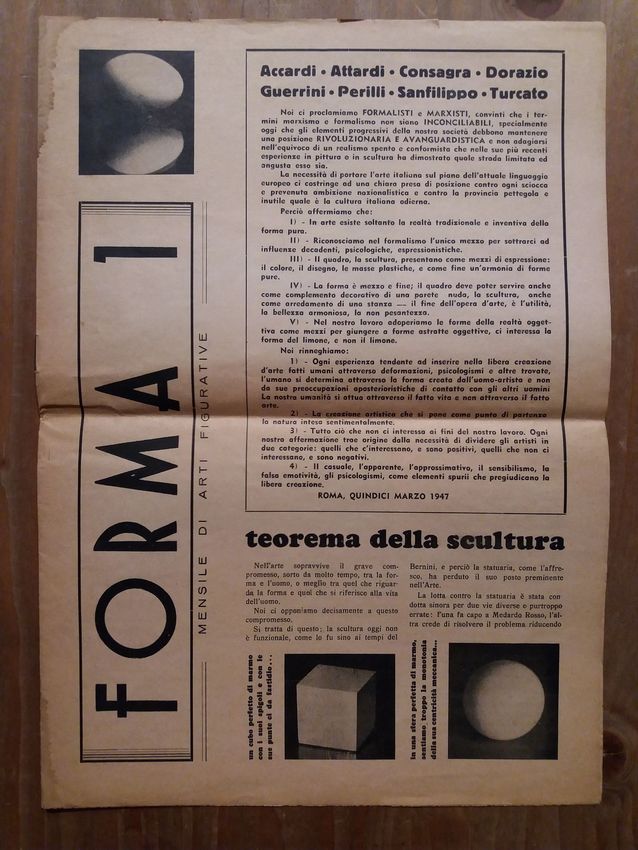 FORMA 1
MENSILE DI ARTI FIGURATIVE
Accardi • Attardi • Consagra • Dorazio
Guerrini • Perilli • Sanfilippo • Turcato
Noi ci proclamiamo FORMALISTI e MARXISTI, convinti che i ter-
mini marxismo e formalismo non siano INCONCILIABILI, specialmente
oggi che gli elementi progressivi della nostra società debbono mantenere
una posizione RIVOLUZIONARIA E AVANGUARDISTICA e non adagiarsi
nell'equivoco di un realismo spento e conformista che nelle sue più recenti
esperienze in pittura o in scultura ha dimostrato quale strada limitata ed
angusta esso sia.
La necessità di portare l'arte italiana sul piano dell'attuale linguaggio
europeo ci costringe ad una chiara presa di posizione contro ogni sciocca
e prevenuta ambizione nazionalistica e contro la provincia pettegola e
inutile quale è la cultura italiana odierna.
Perciò affermiamo che:
I) - In arte esiste soltanto la realtà tradizionale e inventiva della
forma pura.
II) - Riconosciamo nel formalismo l'unico mezzo per sottrarci ad
influenze decadenti, psicologiche, espressionistiche.
III) - Il quadro, la scultura, presentano come mezzi di espressione:
il colore, il disegno, le masse plastiche, e come fine un'armonia di forme
pure.
IV) - La forma è mezzo e fine; il quadro deve poter servire anche
come complemento decorativo di una parete nuda, la scultura, anche
come arredamento di una stanza — il fine dell'opera d'arte, è l'utilità,
la bellezza armoniosa, la non pesantezza.
V) - Nel nostro lavoro adoperiamo le forme della realtà ogget-
tiva come mezzi per giungere a forme astratte oggettive, ci interessa la
forma del limone, e non il limone.
Noi rinneghiamo:
1) - Ogni esperienza tendente ad inserire nella libera creazione
d'arte fatti umani attraverso deformazioni, psicologismi e altre trovate,
l'umano si determina attraverso la forma creata dall'uomo-artista e non
da sue preoccupazioni aposterioristiche di contatto con gli altri uomini
La nostra umanità si attua attraverso il fatto vita e non attraverso il fatto
arte.
2) - La creazione artistica che si pone come punto di partenza
la natura intesa sentimentalmente.
3) - Tutto ciò che non ci interessa ai fini del nostro lavoro. Ogni
nostra affermazione trae origine dalla necessità di dividere gli artisti in
due categorie: quelli che c'interessano, e sono positivi, quelli che non ci
interessano, e sono negativi.
4) - Il casuale, l'apparente, l'approssimativo, il sensibilismo, la
falsa emotività, gli psicologismi, come elementi spurii che pregiudicano la
libera creazione.
ROMA, QUINDICI MARZO 1947
teorema della scultura
Nell'arte sopravvive il grave com-
promesso, sorto da molto tempo, tra la for-
ma e l'uomo, o meglio tra quel che riguar-
da la forma e quel che si riferisce alla vita
dell'uomo.
Noi ci opponiamo decisamente a questo
compromesso.
Si tratta di questo: la scultura oggi non
è funzionale, come lo fu sino ai tempi del
Bernini, e perciò la statuaria, come l'affre-
sco, ha perduto il suo posto preminente
nell'Arte.
La lotta contro la statuaria è stata con
dotta sinora per due vie diverse e purtroppo
errate: l'una fa capo a Medardo Rosso, l'al-
tra crede di risolvere il problema riducendo
un cubo perfetto di marmo
con i suoi spigoli e con le
sue punte ci da fastidio...
in una sfera perfetta di marmo,
sentiamo troppo la monotonia
della sua centricità meccanica...